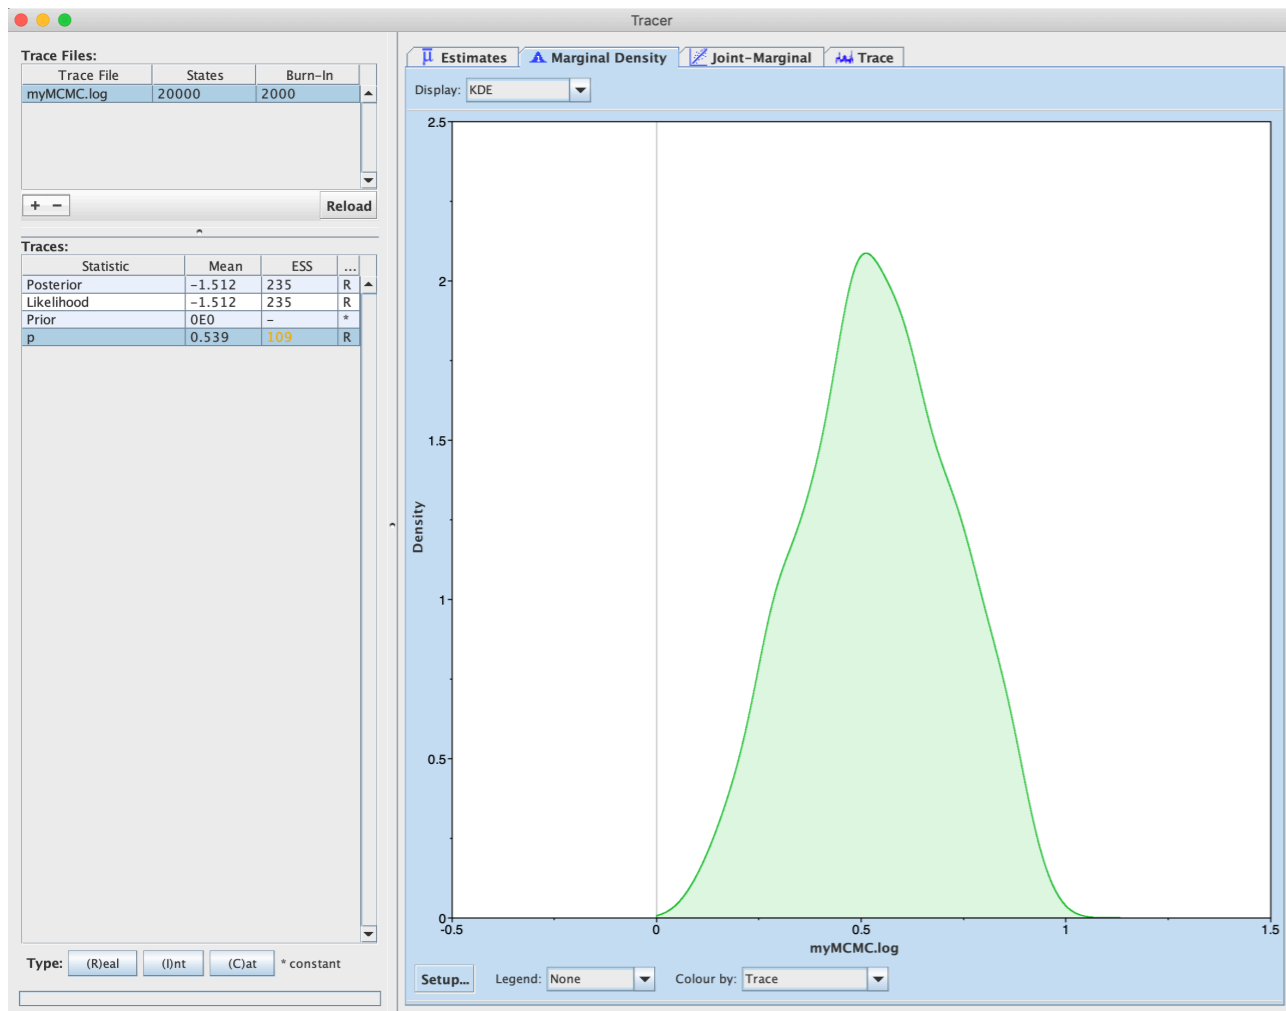 Tracer
Trace Files:
Trace File States Burn-In
myMCMC.log 20000 2000
+ −
Reload
Traces:
Statistic Mean ESS ...
Posterior −1.512 235 R
Likelihood −1.512 235 R
Prior 0E0 – *
p 0.539 109 R
Type: (R)eal (I)nt (C)at * constant
Estimates Marginal Density Joint-Marginal Trace
Display: KDE
2.5
2
1.5
1
0.5
0
Density
-0.5 0 0.5 1 1.5
myMCMC.log
Setup... Legend: None Colour by: Trace